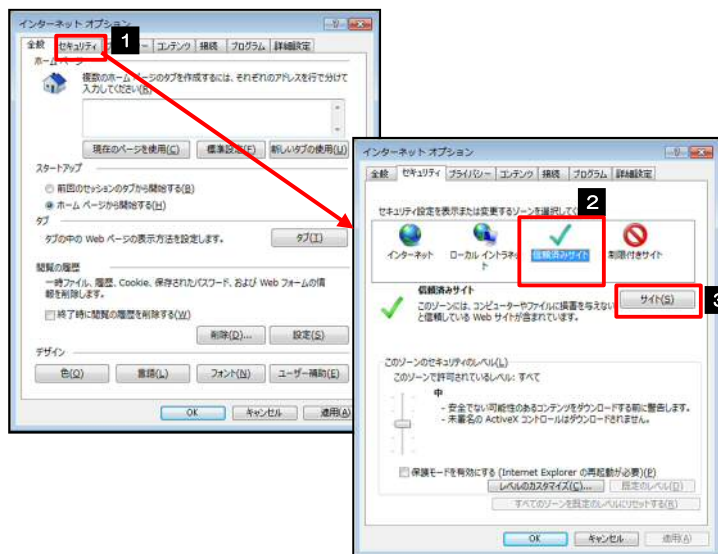 インターネット オプション
全般 セキュリティ コンテンツ 接続 プログラム 詳細設定
1
ホーム ページ
複数のホーム ページのタブを作成するには、それぞれのアドレスを行で分けて
入力してください(R)
現在のページを使用(C) 標準設定(F) 新しいタブの使用(U)
スタートアップ
前回のセッションのタブから開始する(B)
ホーム ページから開始する(H)
タブ
タブの中の Web ページの表示方法を設定します。 タブ(T)
閲覧の履歴
一時ファイル、履歴、Cookie、保存されたパスワード、および Web フォームの情
報を削除します。
終了時に閲覧の履歴を削除する(W)
削除(D)... 設定(S)
デザイン
色(O) 言語(L) フォント(N) ユーザー補助(E)
OK キャンセル 適用(A)
インターネット オプション
全般 セキュリティ プライバシー コンテンツ 接続 プログラム 詳細設定
セキュリティ設定を表示または変更するゾーンを選択してく
2
インターネット ローカル イントラネッ
ト
信頼済みサイト 制限付きサイト
信頼済みサイト
このゾーンには、コンピューターやファイルに損害を与えない
と信頼している Web サイトが含まれています。
サイト(S)
3
このゾーンのセキュリティのレベル(L)
このゾーンで許可されているレベル: すべて
中
- 安全でない可能性のあるコンテンツをダウンロードする前に警告します。
- 未署名の ActiveX コントロールはダウンロードされません。
保護モードを有効にする (Internet Explorer の再起動が必要)(P)
レベルのカスタマイズ(C)... 既定のレベル(D)
すべてのゾーンを既定のレベルにリセットする(R)
OK キャンセル 適用(A)